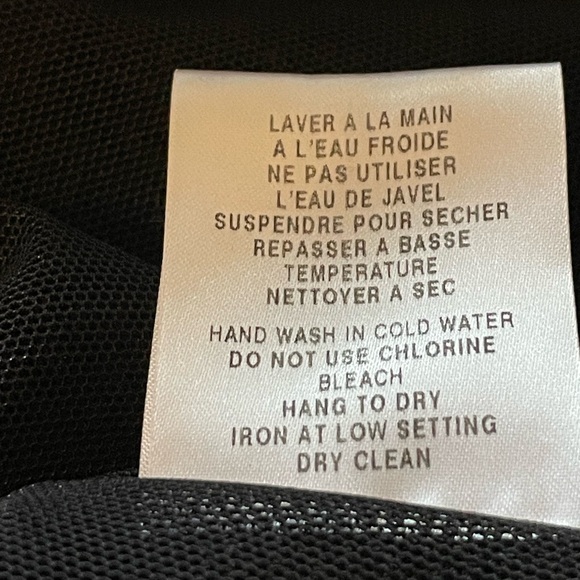 LAVER A LA MAIN
A L'EAU FROIDE
NE PAS UTILISER
L'EAU DE JAVEL
SUSPENDRE POUR SECHER
REPASSER A BASSE
TEMPERATURE
NETTOYER A SEC
HAND WASH IN COLD WATER
DO NOT USE CHLORINE
BLEACH
HANG TO DRY
IRON AT LOW SETTING
DRY CLEAN